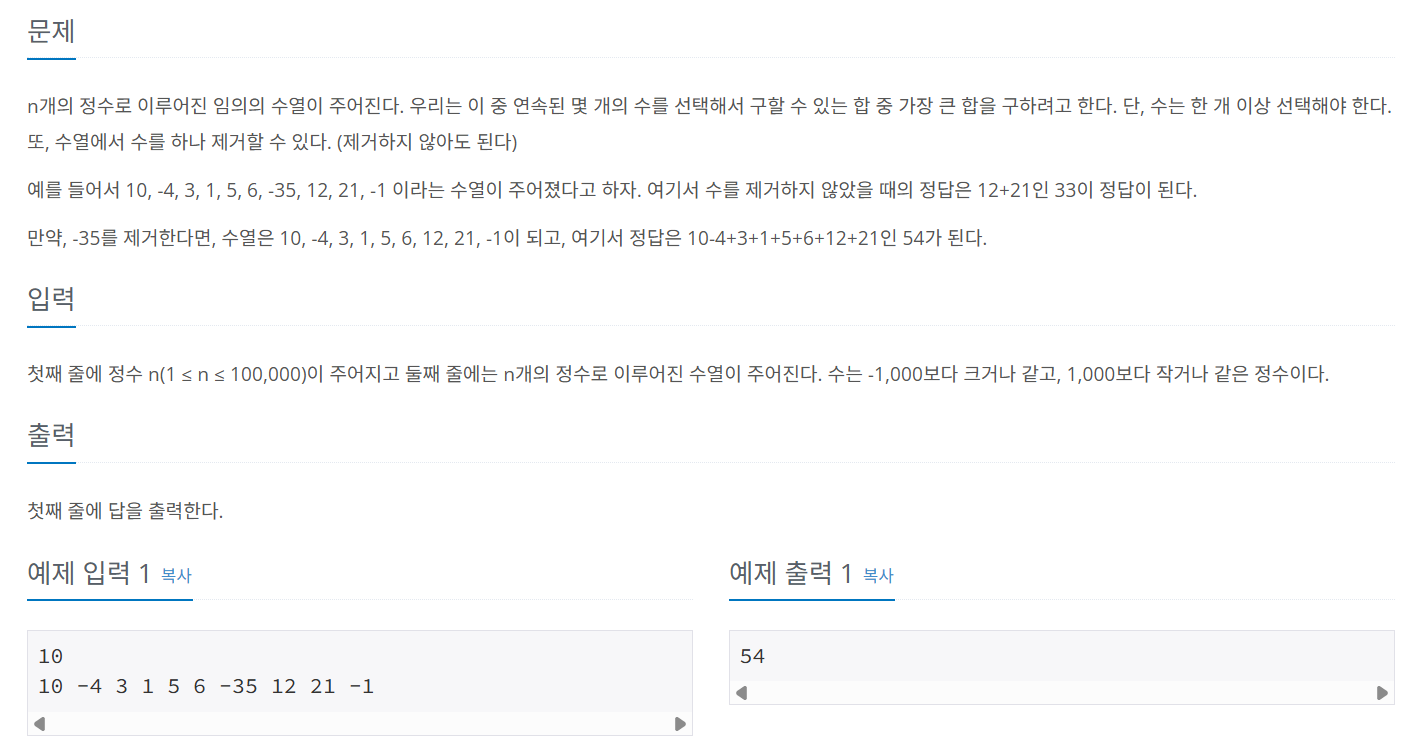 문제
n개의 정수로 이루어진 임의의 수열이 주어진다. 우리는 이 중 연속된 몇 개의 수를 선택해서 구할 수 있는 합 중 가장 큰 합을 구하려고 한다. 단, 수는 한 개 이상 선택해야 한다.
또, 수열에서 수를 하나 제거할 수 있다. (제거하지 않아도 된다)
예를 들어서 10, -4, 3, 1, 5, 6, -35, 12, 21, -1 이라는 수열이 주어졌다고 하자. 여기서 수를 제거하지 않았을 때의 정답은 12+21인 33이 정답이 된다.
만약, -35를 제거한다면, 수열은 10, -4, 3, 1, 5, 6, 12, 21, -1이 되고, 여기서 정답은 10-4+3+1+5+6+12+21인 54가 된다.
입력
첫째 줄에 정수 n(1 ≤ n ≤ 100,000)이 주어지고 둘째 줄에는 n개의 정수로 이루어진 수열이 주어진다. 수는 -1,000보다 크거나 같고, 1,000보다 작거나 같은 정수이다.
출력
첫째 줄에 답을 출력한다.
예제 입력 1 복사
10
10 -4 3 1 5 6 -35 12 21 -1
예제 출력 1 복사
54